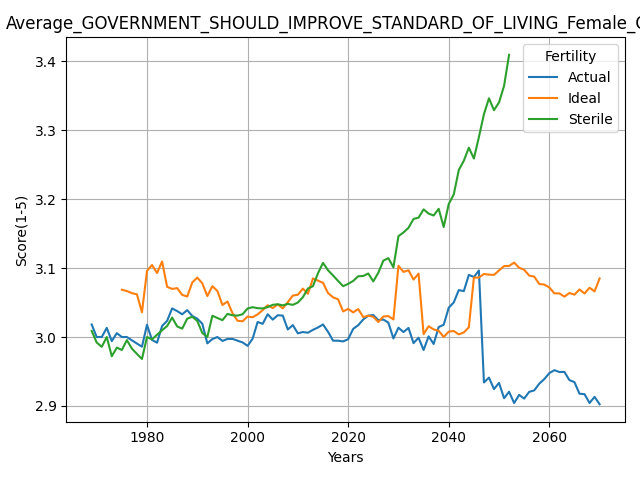 Average_GOVERNMENT_SHOULD_IMPROVE_STANDARD_OF_LIVING_Female_
Fertility
Actual
Ideal
Sterile
Score(1-5)
3.4
3.3
3.2
3.1
3.0
2.9
1980 2000 2020 2040 2060
Years